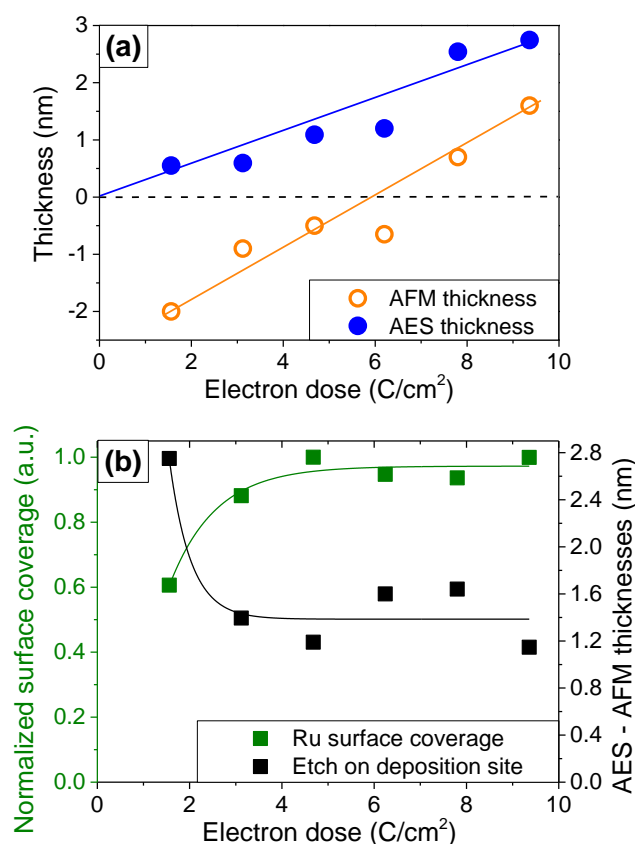 (a)
3
2
1
0
-1
-2
Thickness (nm)
AFM thickness
AES thickness
0 2 4 6 8 10
Electron dose (C/cm²)
(b)
1.0
0.8
0.6
0.4
0.2
0.0
Normalized surface coverage (a.u.)
2.8
2.4
2.0
1.6
1.2
0.8
0.4
0.0
AES - AFM thicknesses (nm)
Ru surface coverage
Etch on deposition site
0 2 4 6 8 10
Electron dose (C/cm²)